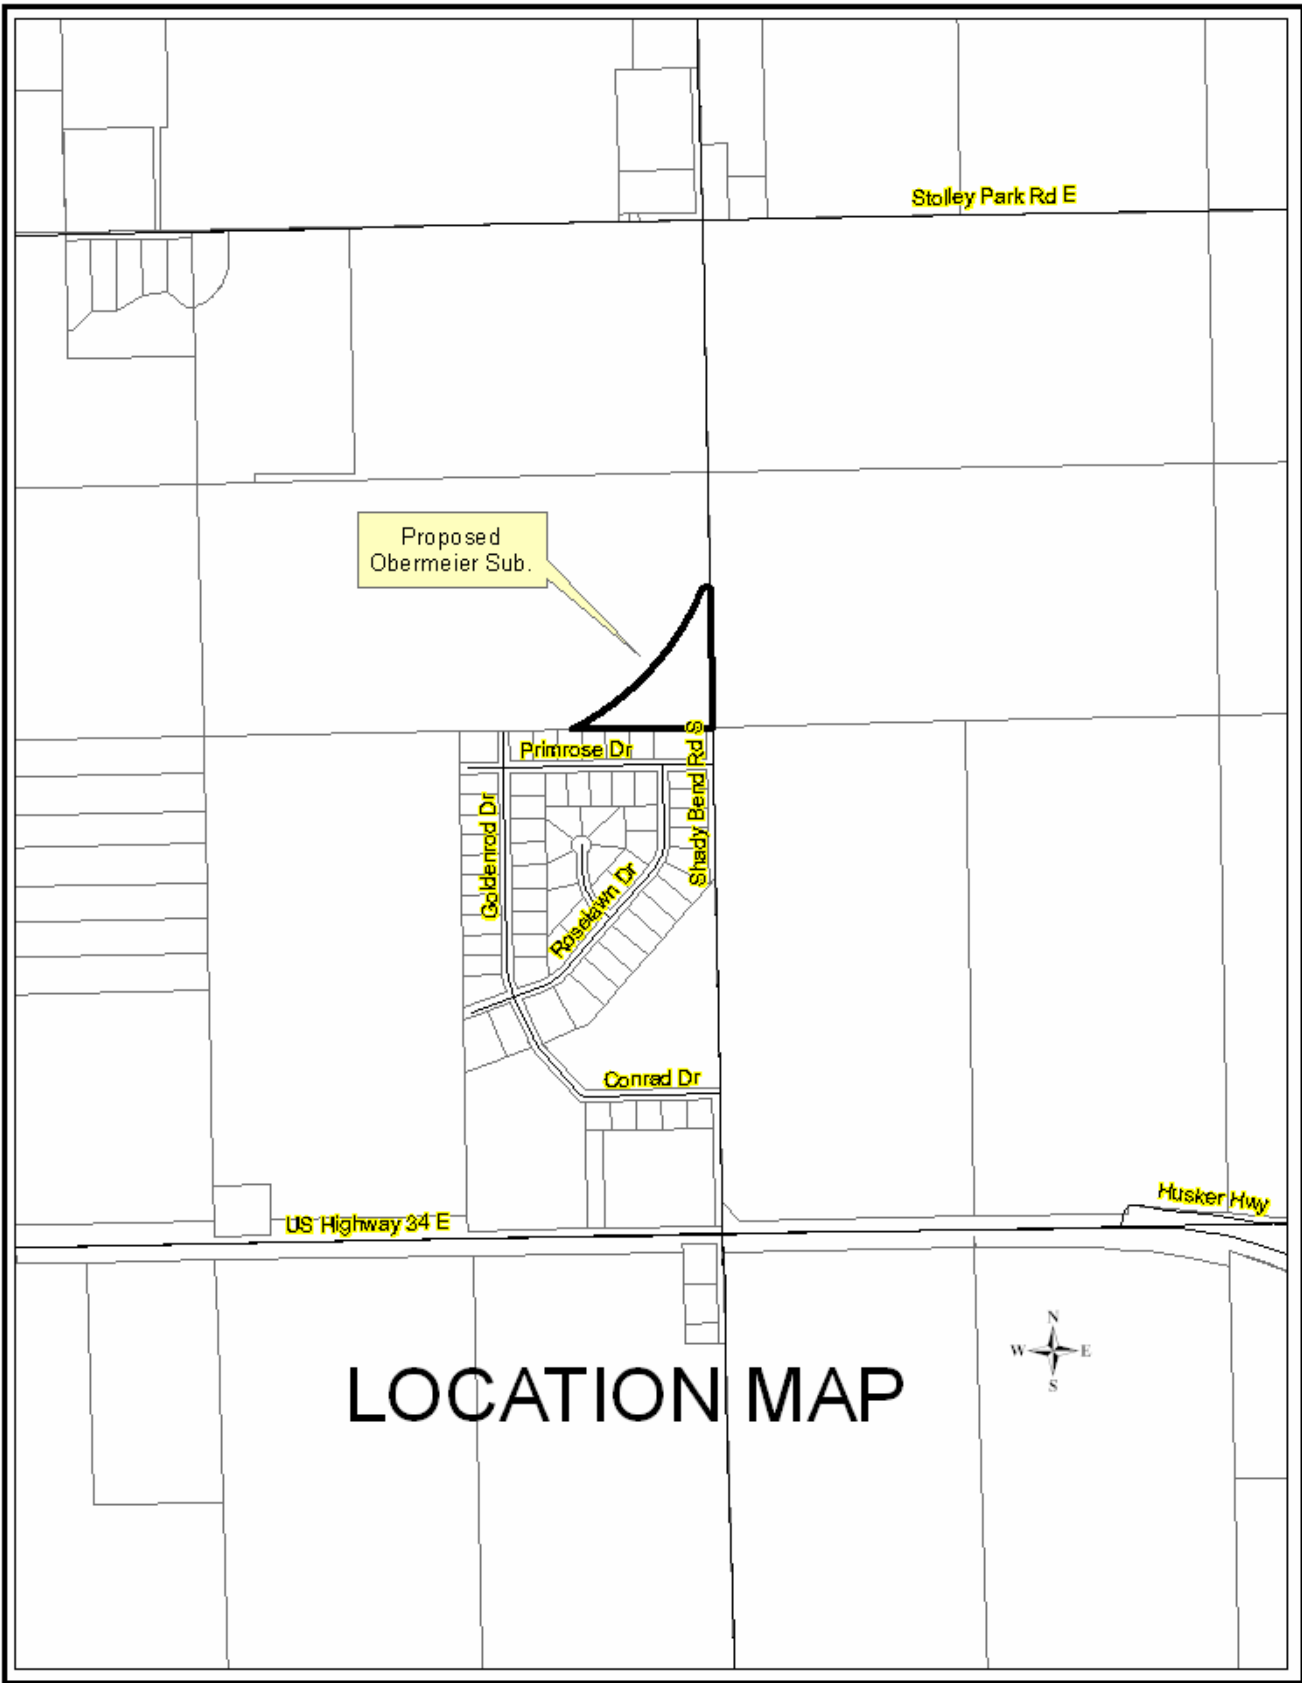 Stolley Park Rd E
Proposed
Obermeier Sub.
Primrose Dr
Shady Bend Rd S
Goldenrod Dr
Roselawn Dr
Conrad Dr
Husker Hwy
US Highway 34 E
N
W E
S
LOCATION MAP